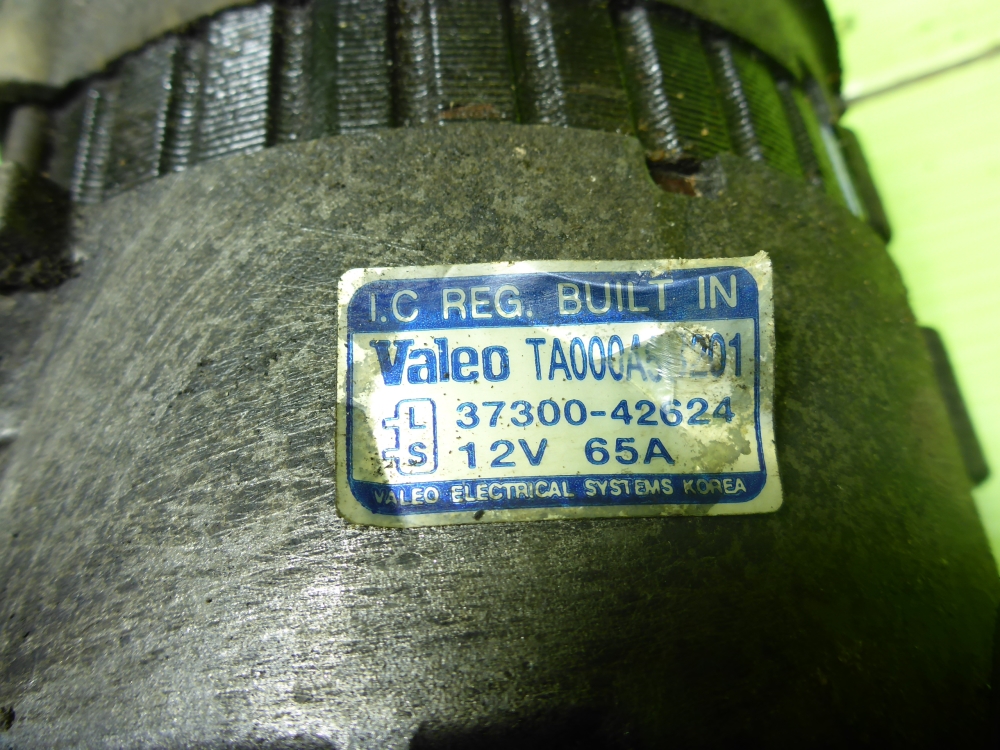 I.C REG. BUILT IN
Valeo
L 37300-42624
S 12V 65A
VALEO ELECTRICAL SYSTEMS KOREA